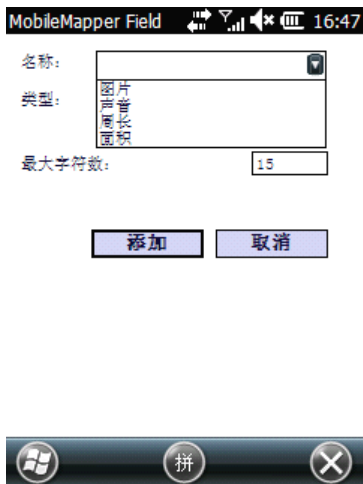 MobileMapper Field 16:47
名称：
图片
类型：
声音
周长
面积
最大字符数： 15
添加 取消
拼